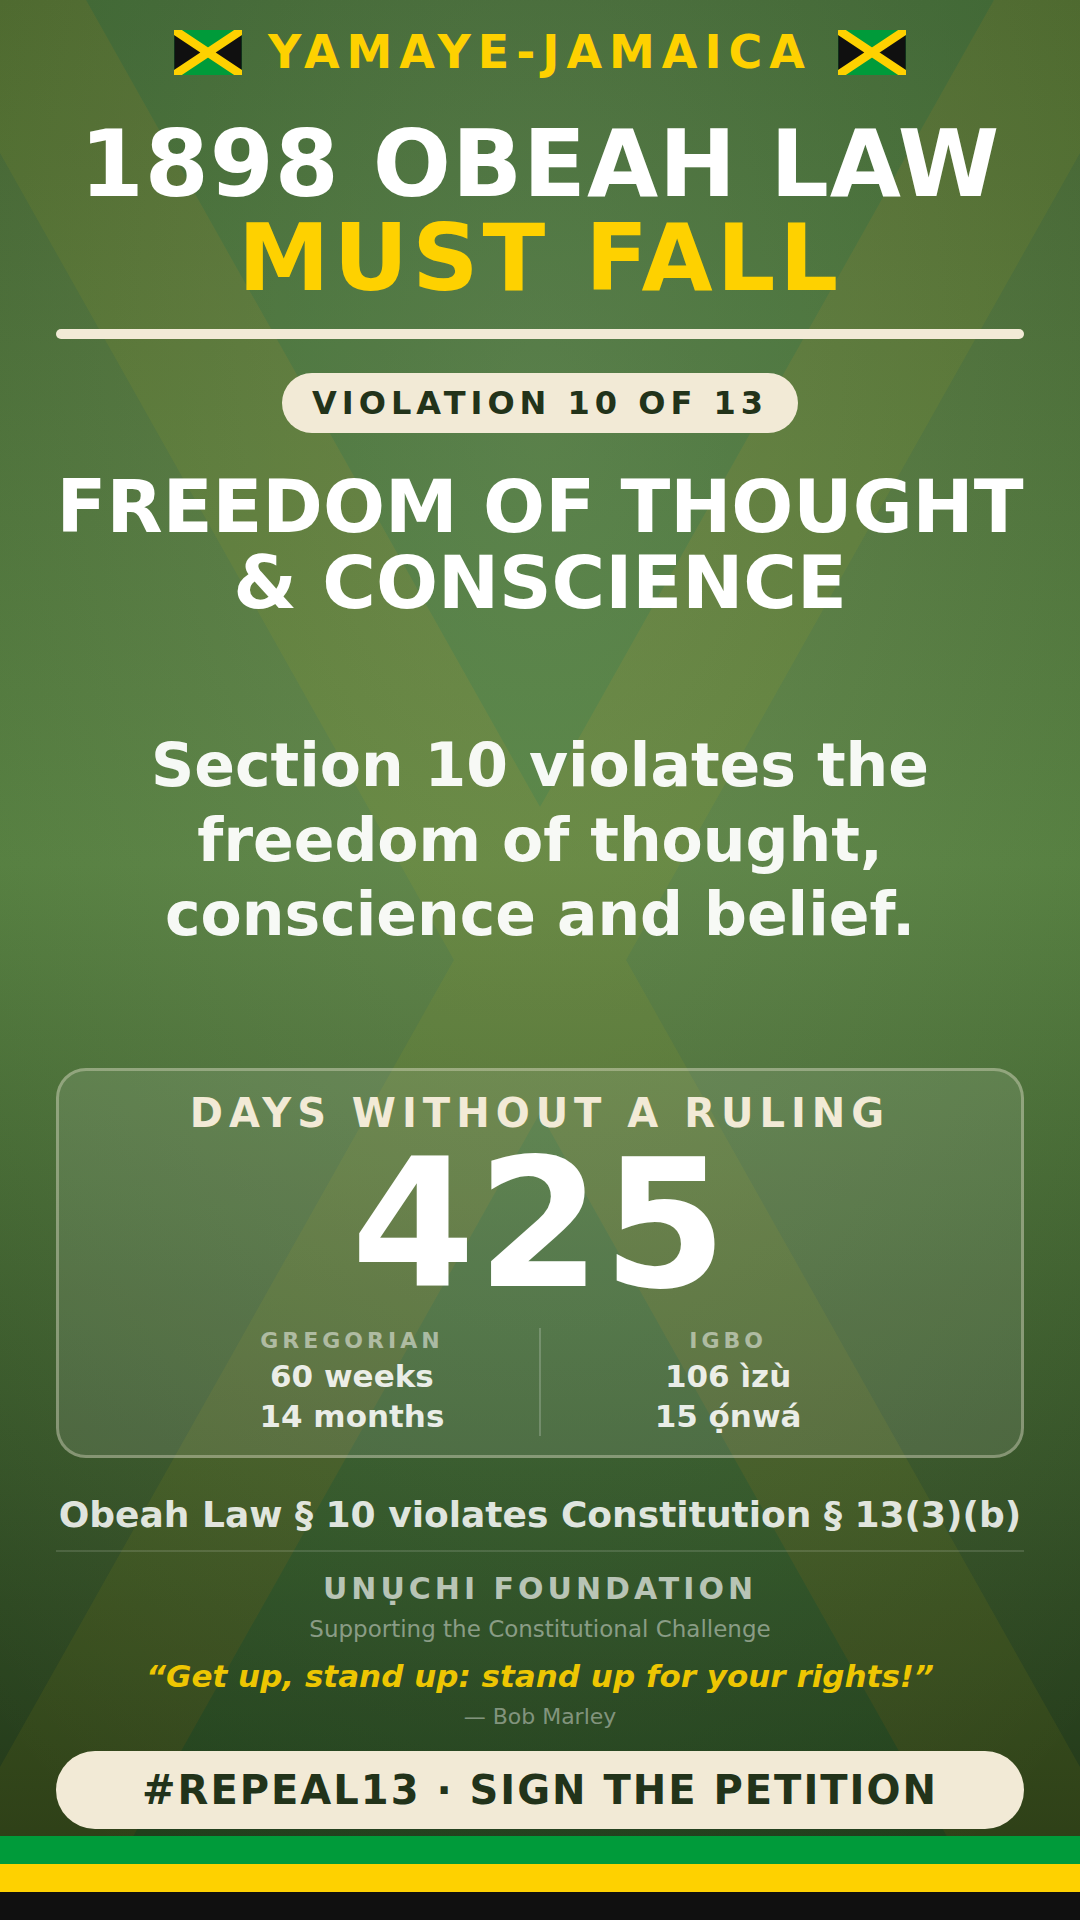 YAMAYE-JAMAICA
1898 OBEAH LAW
MUST FALL
VIOLATION 10 OF 13
FREEDOM OF THOUGHT
& CONSCIENCE
Section 10 violates the
freedom of thought,
conscience and belief.
DAYS WITHOUT A RULING
425
GREGORIAN
60 weeks
14 months
IGBO
106 ìzù
15 ọ́nwá
Obeah Law § 10 violates Constitution § 13(3)(b)
UNỤCHI FOUNDATION
Supporting the Constitutional Challenge
“Get up, stand up: stand up for your rights!”
— Bob Marley
#REPEAL13 · SIGN THE PETITION